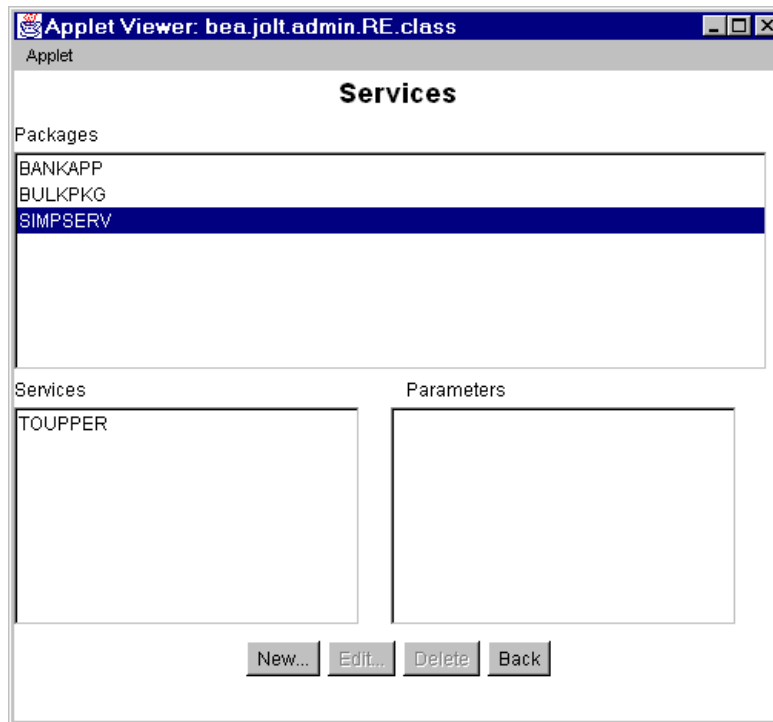 Applet Viewer: bea.jolt.admin.RE.class
Applet
Services
Packages
BANKAPP
BULKPKG
SIMPSERV
Services Parameters
TOUPPER
New... Edit... Delete Back